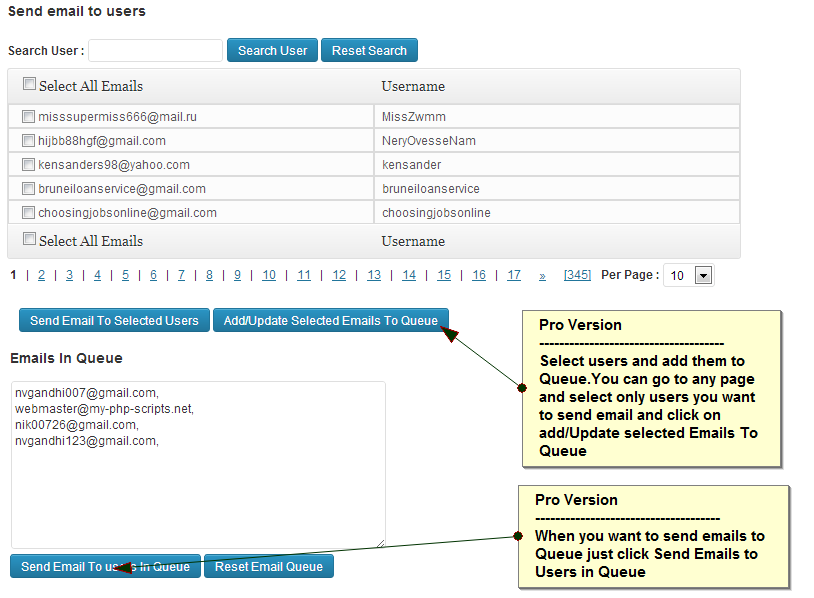 Send email to users
Search User : Search User Reset Search
Select All Emails Username
misssupermiss666@mail.ru MissZwmm
hijbb88hgf@gmail.com NeryOvesseNam
kensanders98@yahoo.com kensander
bruneiloanservice@gmail.com bruneiloanservice
choosingjobsonline@gmail.com choosingjobsonline
Select All Emails Username
1 | 2 | 3 | 4 | 5 | 6 | 7 | 8 | 9 | 10 | 11 | 12 | 13 | 14 | 15 | 16 | 17 » [345] Per Page : 10
Send Email To Selected Users Add/Update Selected Emails To Queue
Pro Version
-------------------------------------
Select users and add them to
Queue.You can go to any page
and select only users you want
to send email and click on
add/Update selected Emails To
Queue
Emails In Queue
nvgandhi007@gmail.com,
webmaster@my-php-scripts.net,
nik00726@gmail.com,
nvgandhi123@gmail.com,
Pro Version
-------------------------------------
When you want to send emails to
Queue just click Send Emails to
Users in Queue
Send Email To users In Queue Reset Email Queue